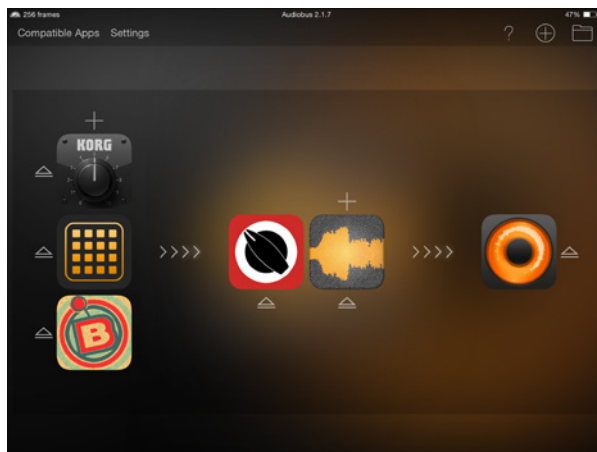 256 frames
Audiobus 2.1.7
47%
Compatible Apps Settings
?
KORG
B